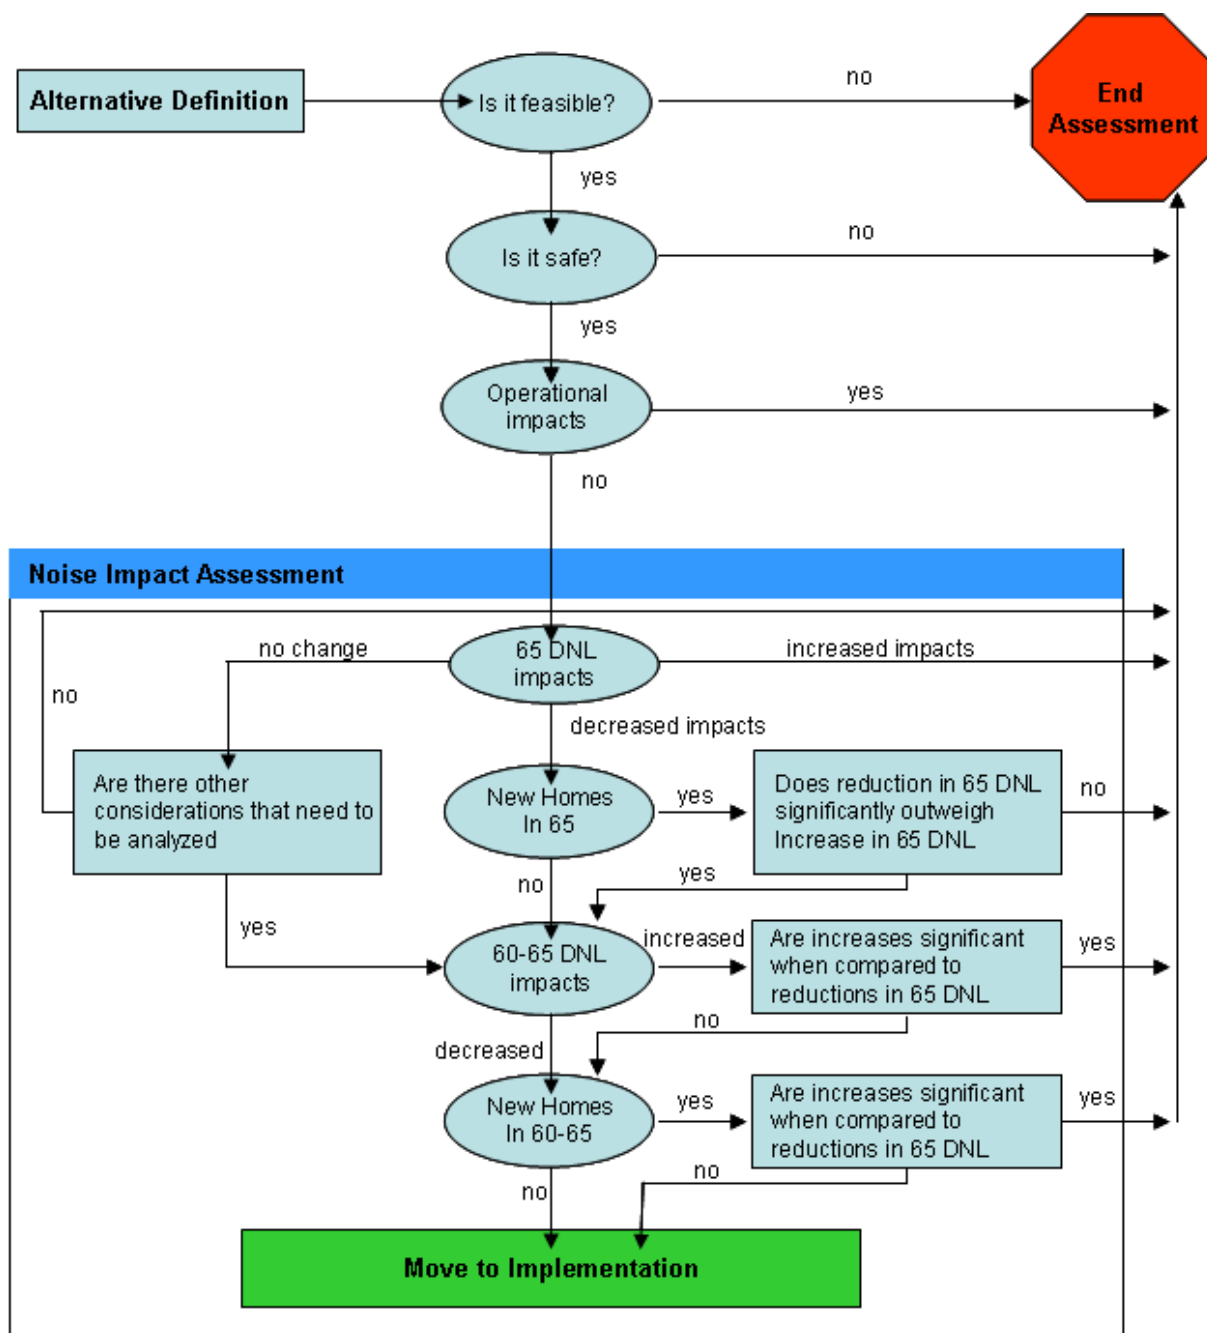 Alternative Definition
Is it feasible?
no
End
Assessment
yes
Is it safe?
no
yes
Operational
impacts
yes
no
Noise Impact Assessment
no change
65 DNL
impacts
increased impacts
no
decreased impacts
Are there other
considerations that need to
be analyzed
New Homes
In 65
yes
Does reduction in 65 DNL
significantly outweigh
Increase in 65 DNL
no
no
yes
yes
60-65 DNL
impacts
increased
Are increases significant
when compared to
reductions in 65 DNL
yes
no
decreased
New Homes
In 60-65
yes
Are increases significant
when compared to
reductions in 65 DNL
yes
no
no
Move to Implementation